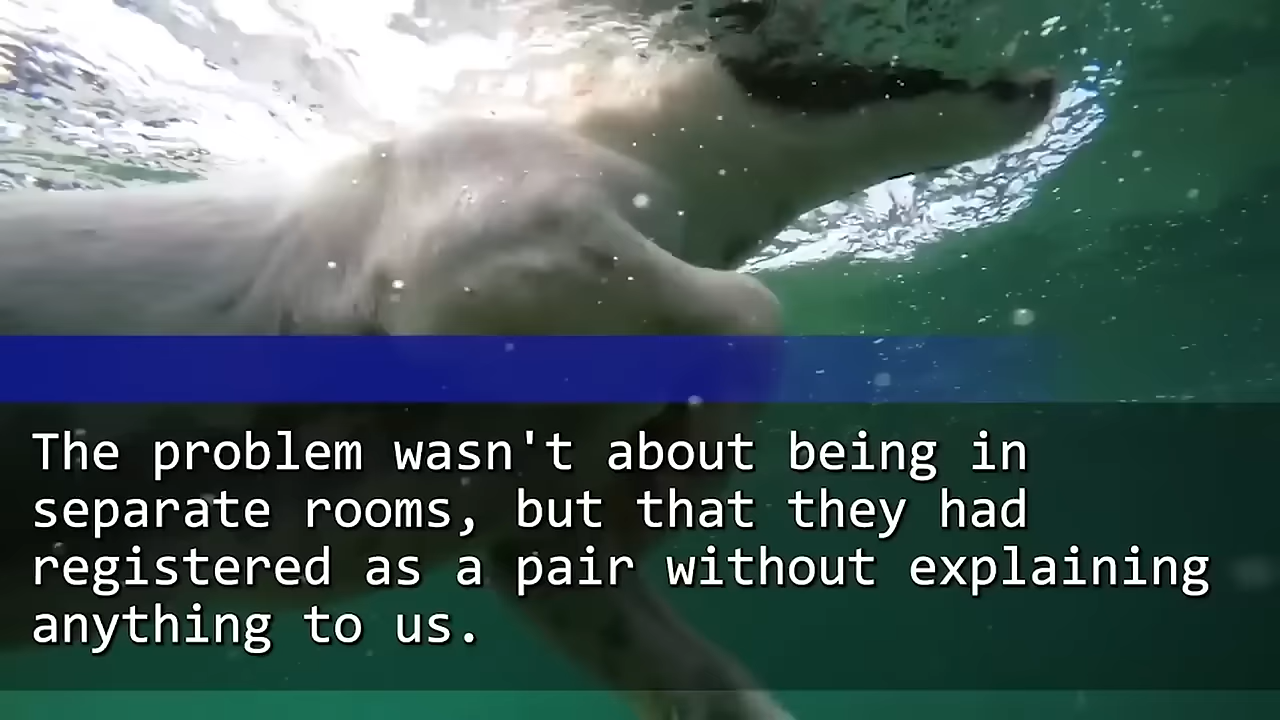 The problem wasn't about being in
separate rooms, but that they had
registered as a pair without explaining
anything to us.